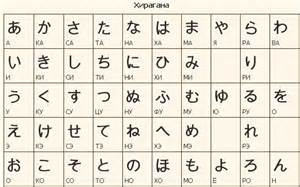 Хирагана
あ か さ た な は ま や ら わ
А КА СА ТА НА ХА МА Я РА ВА
い き し ち に ひ み り
И КИ СИ ТИ НИ ХИ МИ РИ
う く す つ ぬ ふ む ゆ る を
У КУ СУ ЦУ НУ ФУ МУ Ю РУ О
え け せ て ね へ め れ
Э КЭ СЭ ТЭ НЭ ХЭ МЭ РЭ
お こ そ と の ほ も よ ろ ん
О КО СО ТО НО ХО МО Ё РО Н